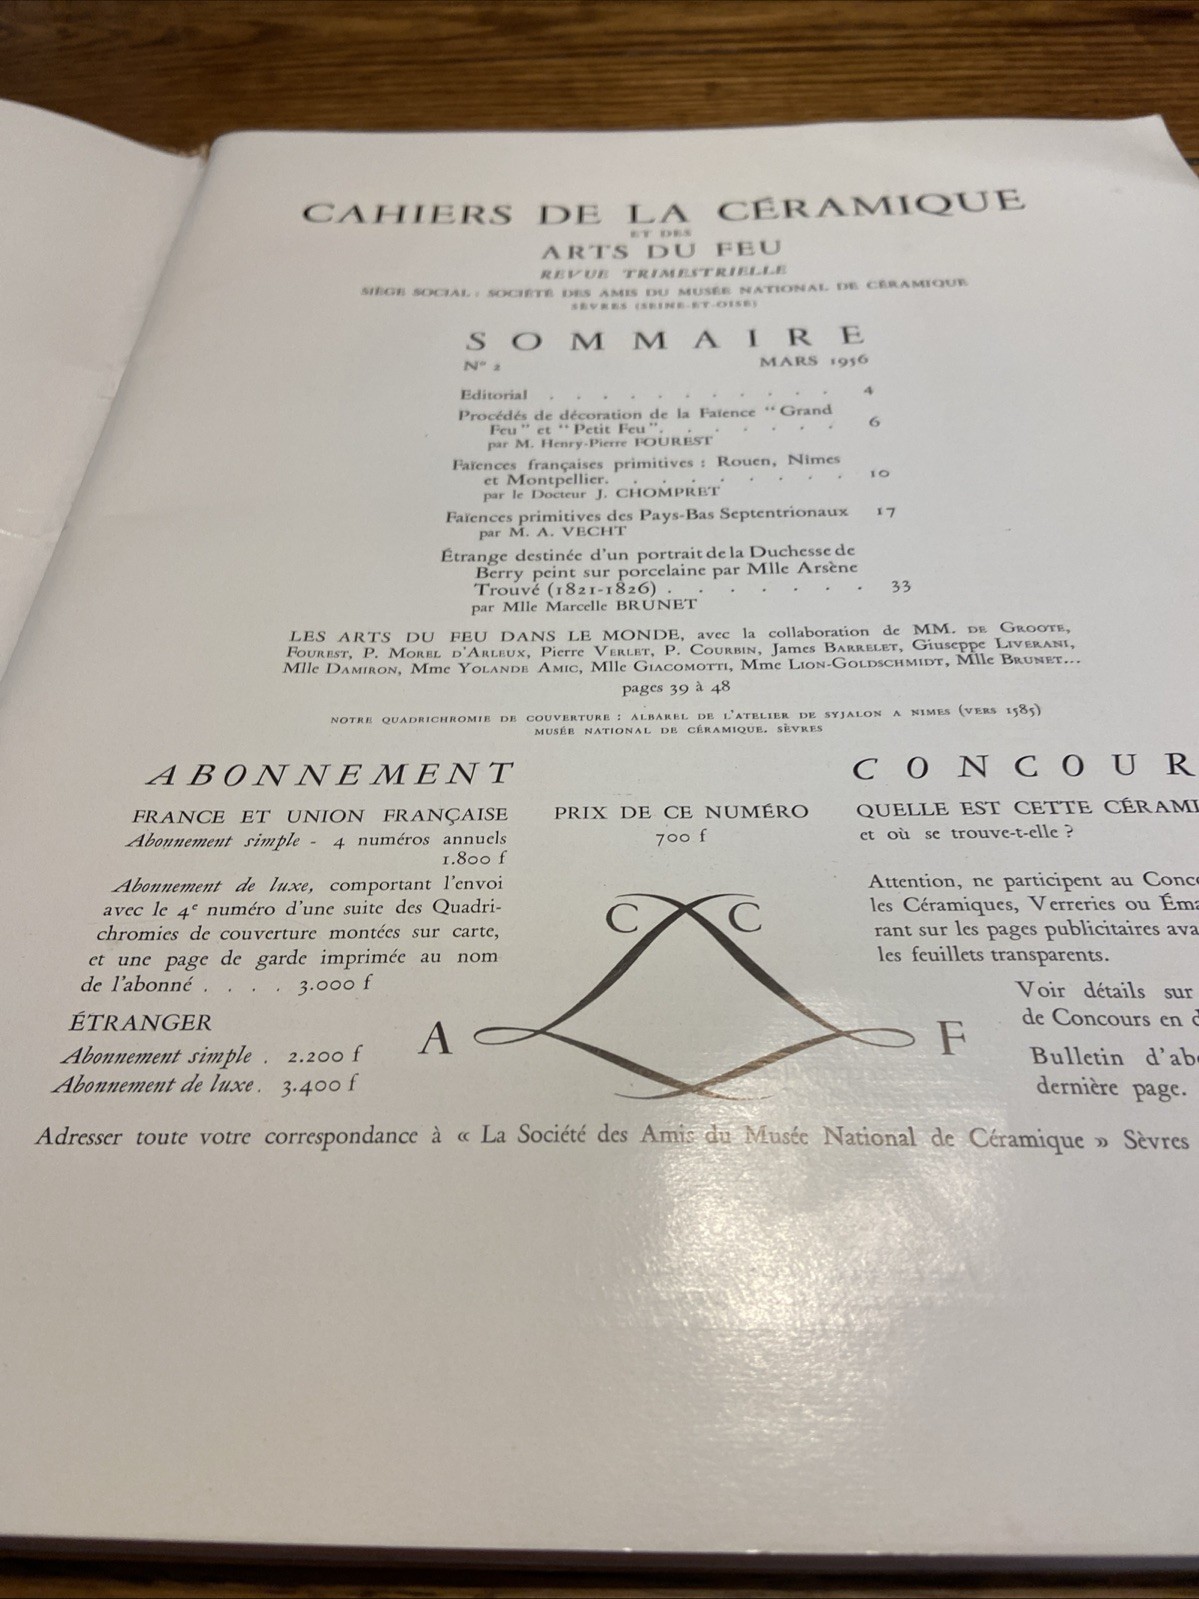 CAHIERS DE LA CÉRAMIQUE
ET DES
ARTS DU FEU
REVUE TRIMESTRIELLE
SIÈGE SOCIAL : SOCIÉTÉ DES AMIS DU MUSÉE NATIONAL DE CÉRAMIQUE
SÈVRES (SEINE-ET-OISE)
SOMMAIRE
N° 2 MARS 1956
Editorial . . . . . . . . . . . 4
Procédés de décoration de la Faïence "Grand
Feu" et "Petit Feu". . . . . . . 6
par M. Henry-Pierre FOUREST
Faïences françaises primitives : Rouen, Nîmes
et Montpellier. . . . . . . . . 10
par le Docteur J. CHOMPRET
Faïences primitives des Pays-Bas Septentrionaux 17
par M. A. VECHT
Étrange destinée d'un portrait de la Duchesse de
Berry peint sur porcelaine par Mlle Arsène
Trouvé (1821-1826) . . . . . . . 33
par Mlle Marcelle BRUNET
LES ARTS DU FEU DANS LE MONDE, avec la collaboration de MM. DE GROOTE,
FOUREST, P. MOREL D'ARLEUX, Pierre VERLET, P. COURBIN, James BARRELET, Giuseppe LIVERANI,
Mlle DAMIRON, Mme YOLANDE AMIC, Mlle GIACOMOTTI, Mme LION-GOLDSCHMIDT, Mlle BRUNET...
pages 39 à 48
NOTRE QUADRICHROMIE DE COUVERTURE : ALBAREL DE L'ATELIER DE SYJALON A NIMES (VERS 1585)
MUSÉE NATIONAL DE CÉRAMIQUE. SÈVRES
ABONNEMENT
FRANCE ET UNION FRANÇAISE
Abonnement simple - 4 numéros annuels
1.800 f
Abonnement de luxe, comportant l'envoi
avec le 4e numéro d'une suite des Quadri-
chromies de couverture montées sur carte,
et une page de garde imprimée au nom
de l'abonné . . . . 3.000 f
ÉTRANGER
Abonnement simple . 2.200 f
Abonnement de luxe. 3.400 f
PRIX DE CE NUMÉRO
700 f
C C
A F
CONCOUR
QUELLE EST CETTE CÉRAMI
et où se trouve-t-elle ?
Attention, ne participent au Conc
les Céramiques, Verreries ou Éma
rant sur les pages publicitaires ava
les feuillets transparents.
Voir détails sur
de Concours en d
Bulletin d'ab
dernière page.
Adresser toute votre correspondance à « La Société des Amis du Musée National de Céramique » Sèvres